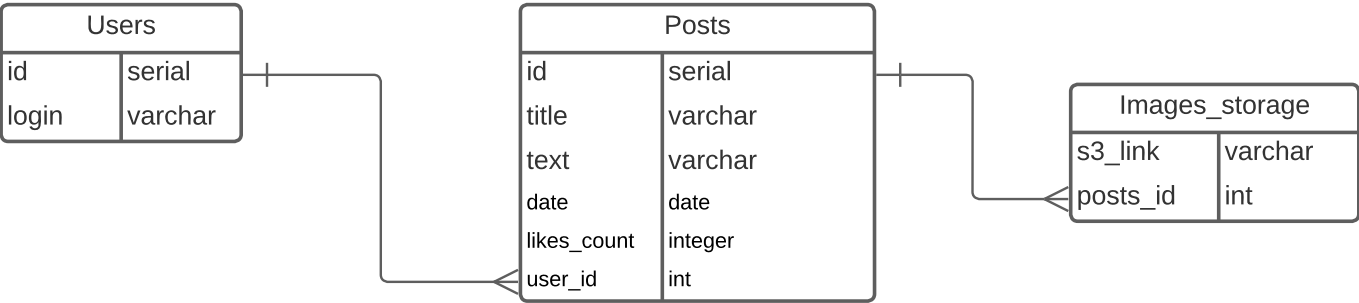 Users
id serial
login varchar
Posts
id serial
title varchar
text varchar
date date
likes_count integer
user_id int
Images_storage
s3_link varchar
posts_id int